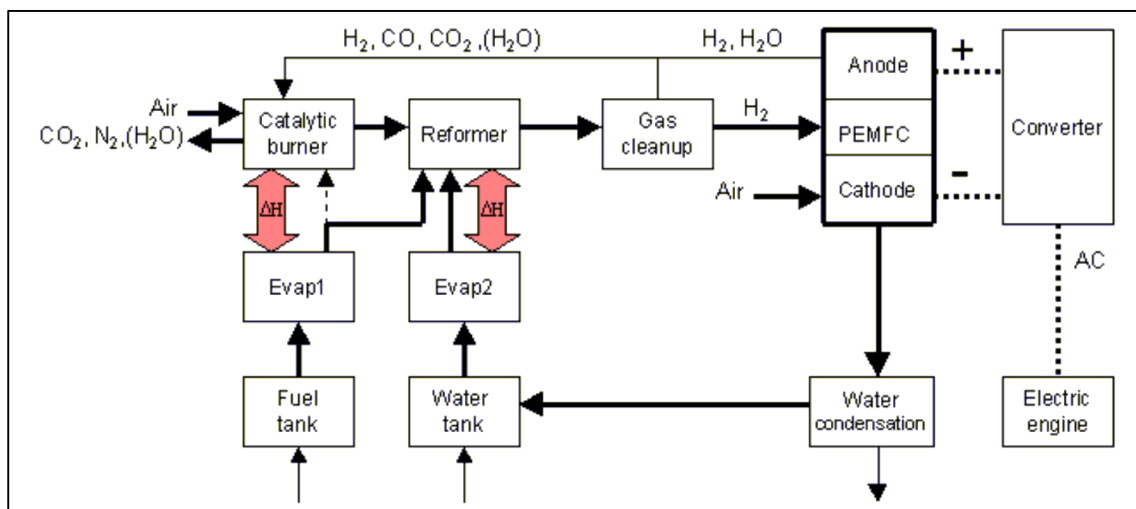 H₂, CO, CO₂ ,(H₂O)
H₂, H₂O
Anode
+
Air
CO₂, N₂,(H₂O)
Catalytic
burner
Reformer
Gas
cleanup
H₂
PEMFC
Converter
Air
Cathode
−
ΔH
ΔH
AC
Evap1
Evap2
Fuel
tank
Water
tank
Water
condensation
Electric
engine